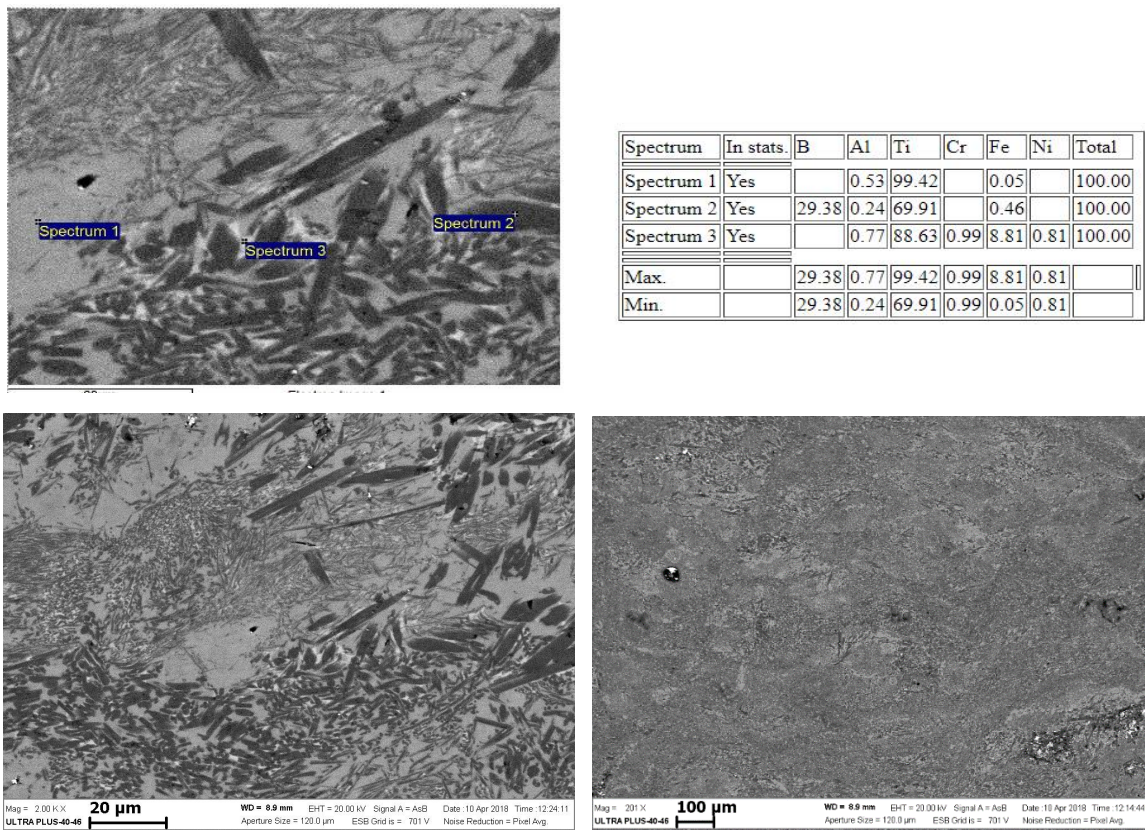 Spectrum 1
Spectrum 2
Spectrum 3
Spectrum In stats. B Al Ti Cr Fe Ni Total
Spectrum 1 Yes 0.53 99.42 0.05 100.00
Spectrum 2 Yes 29.38 0.24 69.91 0.46 100.00
Spectrum 3 Yes 0.77 88.63 0.99 8.81 0.81 100.00
Max. 29.38 0.77 99.42 0.99 8.81 0.81
Min. 29.38 0.24 69.91 0.99 0.05 0.81
Mag = 2.00 K X 20 µm WD = 8.9 mm EHT = 20.00 kV Signal A = AsB Date :10 Apr 2018 Time :12:24:11
ULTRA PLUS-40-46 Aperture Size = 120.0 µm ESB Grid is = 701 V Noise Reduction = Pixel Avg.
Mag = 201 X 100 µm WD = 8.9 mm EHT = 20.00 kV Signal A = AsB Date :10 Apr 2018 Time :12:14:44
ULTRA PLUS-40-46 Aperture Size = 120.0 µm ESB Grid is = 701 V Noise Reduction = Pixel Avg.